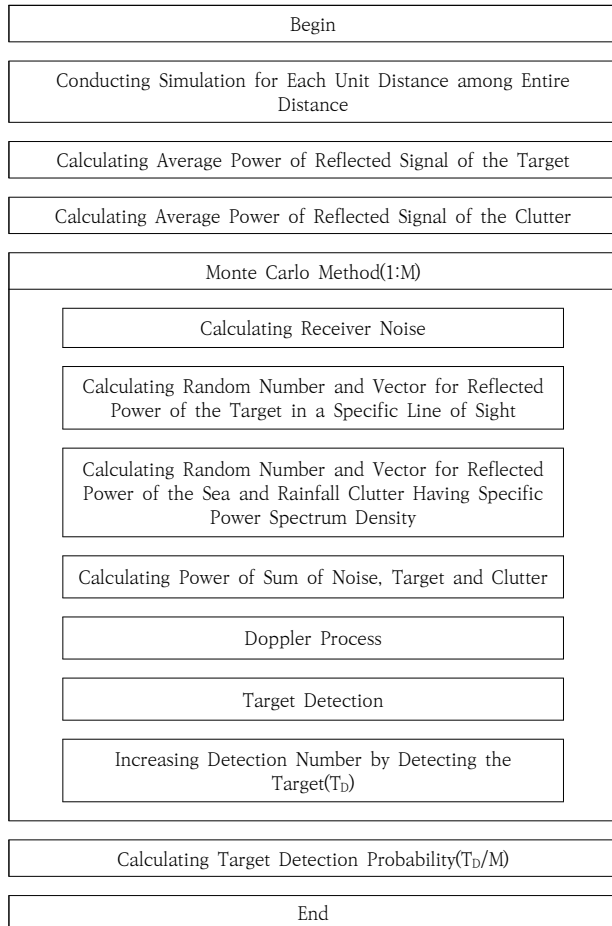 Begin
Conducting Simulation for Each Unit Distance among Entire
Distance
Calculating Average Power of Reflected Signal of the Target
Calculating Average Power of Reflected Signal of the Clutter
Monte Carlo Method(1:M)
Calculating Receiver Noise
Calculating Random Number and Vector for Reflected
Power of the Target in a Specific Line of Sight
Calculating Random Number and Vector for Reflected
Power of the Sea and Rainfall Clutter Having Specific
Power Spectrum Density
Calculating Power of Sum of Noise, Target and Clutter
Doppler Process
Target Detection
Increasing Detection Number by Detecting the
Target(T_D)
Calculating Target Detection Probability(T_D/M)
End